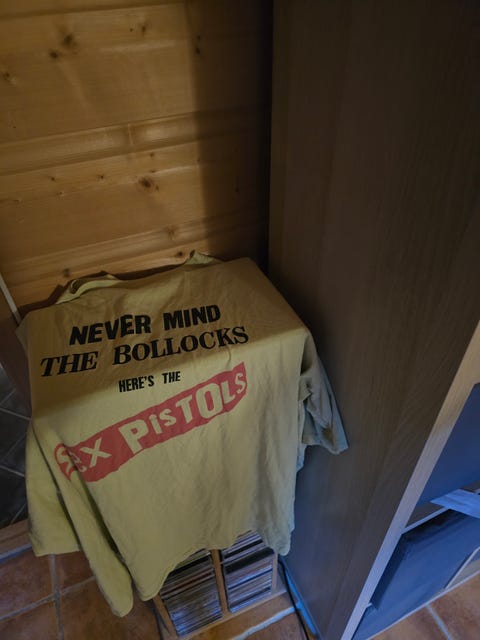 NEVER MIND
THE BOLLOCKS
HERE'S THE
SEX PISTOLS